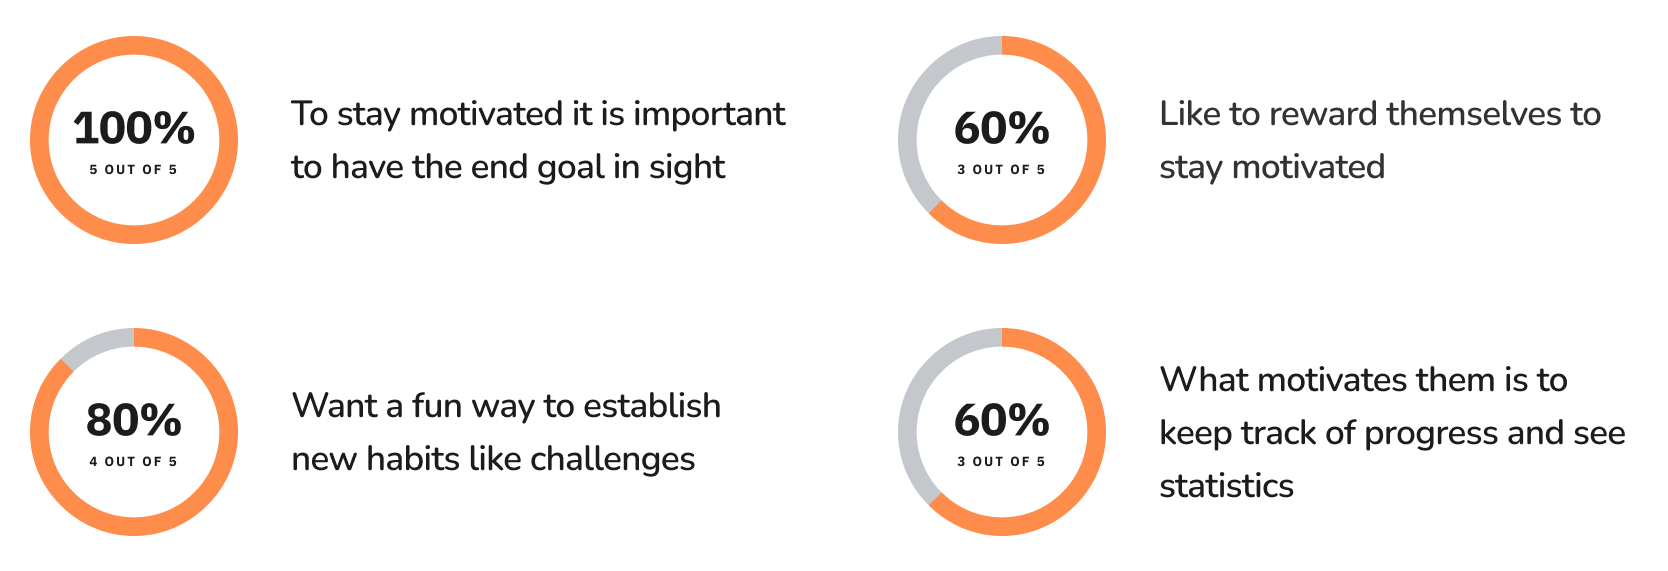 100%
5 OUT OF 5
To stay motivated it is important
to have the end goal in sight
60%
3 OUT OF 5
Like to reward themselves to
stay motivated
80%
4 OUT OF 5
Want a fun way to establish
new habits like challenges
60%
3 OUT OF 5
What motivates them is to
keep track of progress and see
statistics